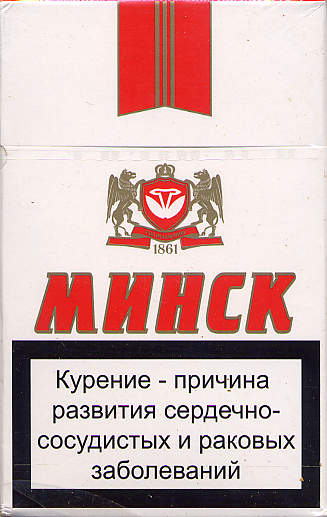 1861
МИНСК
Курение - причина
развития сердечно-
сосудистых и раковых
заболеваний